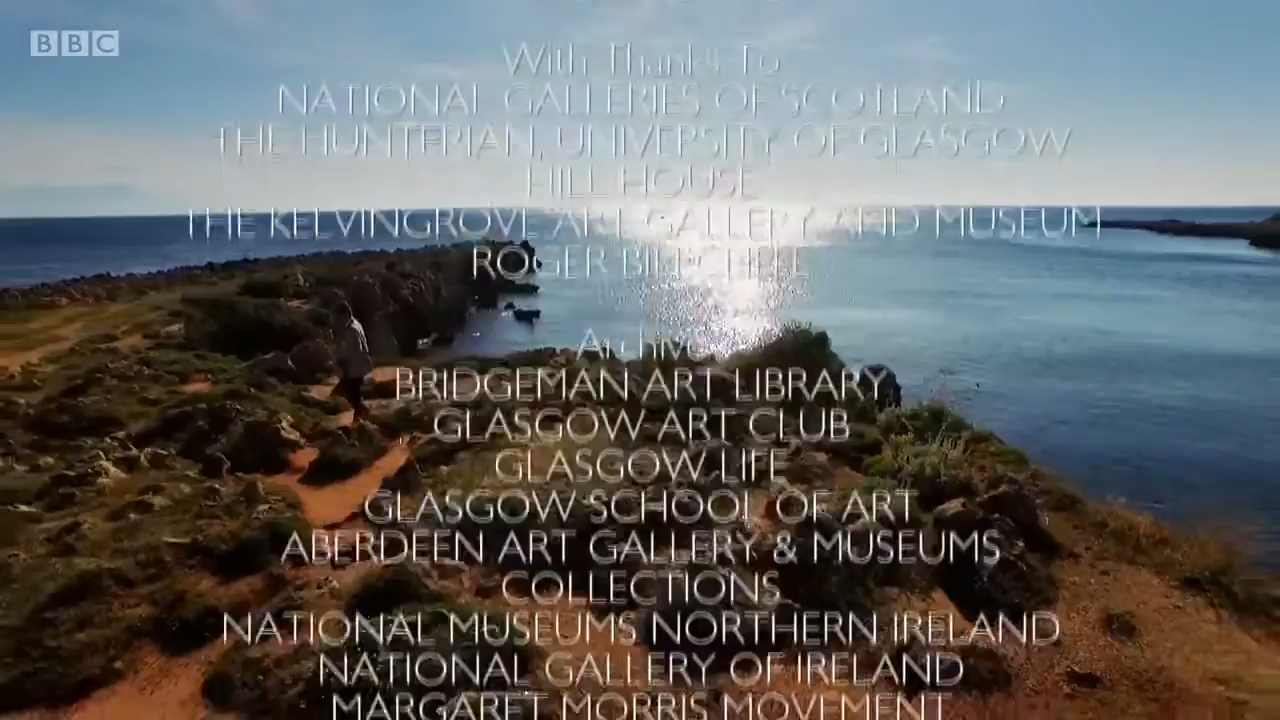 BBC
With Thanks To
NATIONAL GALLERIES OF SCOTLAND
THE HUNTERIAN, UNIVERSITY OF GLASGOW
HILL HOUSE
THE KELVINGROVE ART GALLERY AND MUSEUM
ROGER
Archive
BRIDGEMAN ART LIBRARY
GLASGOW ART CLUB
GLASGOW LIFE
GLASGOW SCHOOL OF ART
ABERDEEN ART GALLERY & MUSEUMS
COLLECTIONS
NATIONAL MUSEUMS NORTHERN IRELAND
NATIONAL GALLERY OF IRELAND
MARGARET MORRIS MOVEMENT